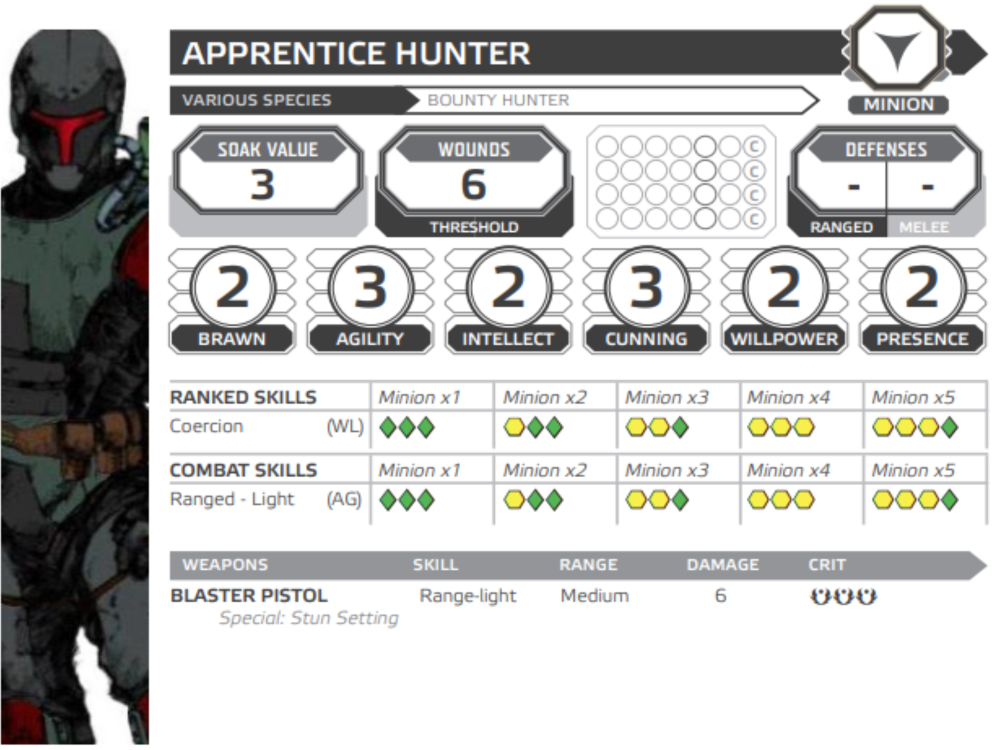 APPRENTICE HUNTER
MINION
VARIOUS SPECIES BOUNTY HUNTER
SOAK VALUE
3
WOUNDS
6
THRESHOLD
C
C
C
C
DEFENSES
- -
RANGED MELEE
2 3 2 3 2 2
BRAWN AGILITY INTELLECT CUNNING WILLPOWER PRESENCE
RANKED SKILLS Minion x1 Minion x2 Minion x3 Minion x4 Minion x5
Coercion (WL)
COMBAT SKILLS Minion x1 Minion x2 Minion x3 Minion x4 Minion x5
Ranged - Light (AG)
WEAPONS SKILL RANGE DAMAGE CRIT
BLASTER PISTOL Range-light Medium 6
Special: Stun Setting